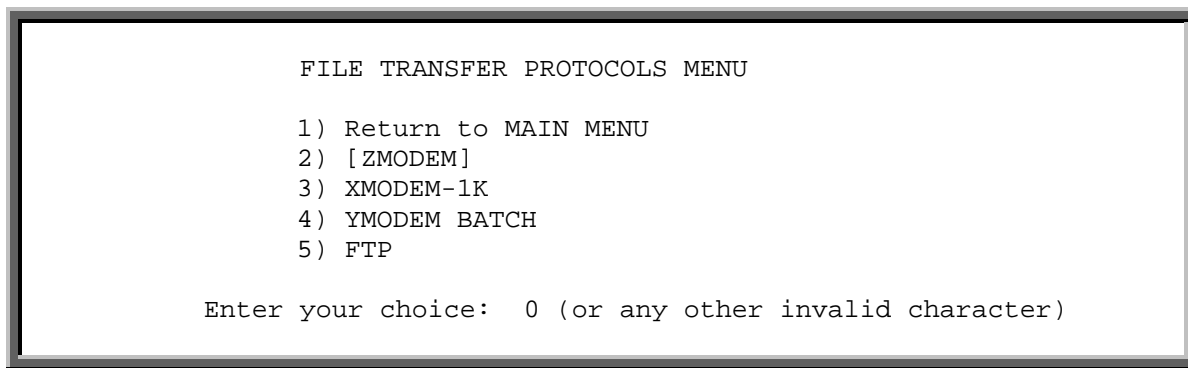 FILE TRANSFER PROTOCOLS MENU
1) Return to MAIN MENU
2) [ZMODEM]
3) XMODEM-1K
4) YMODEM BATCH
5) FTP
Enter your choice:  0 (or any other invalid character)